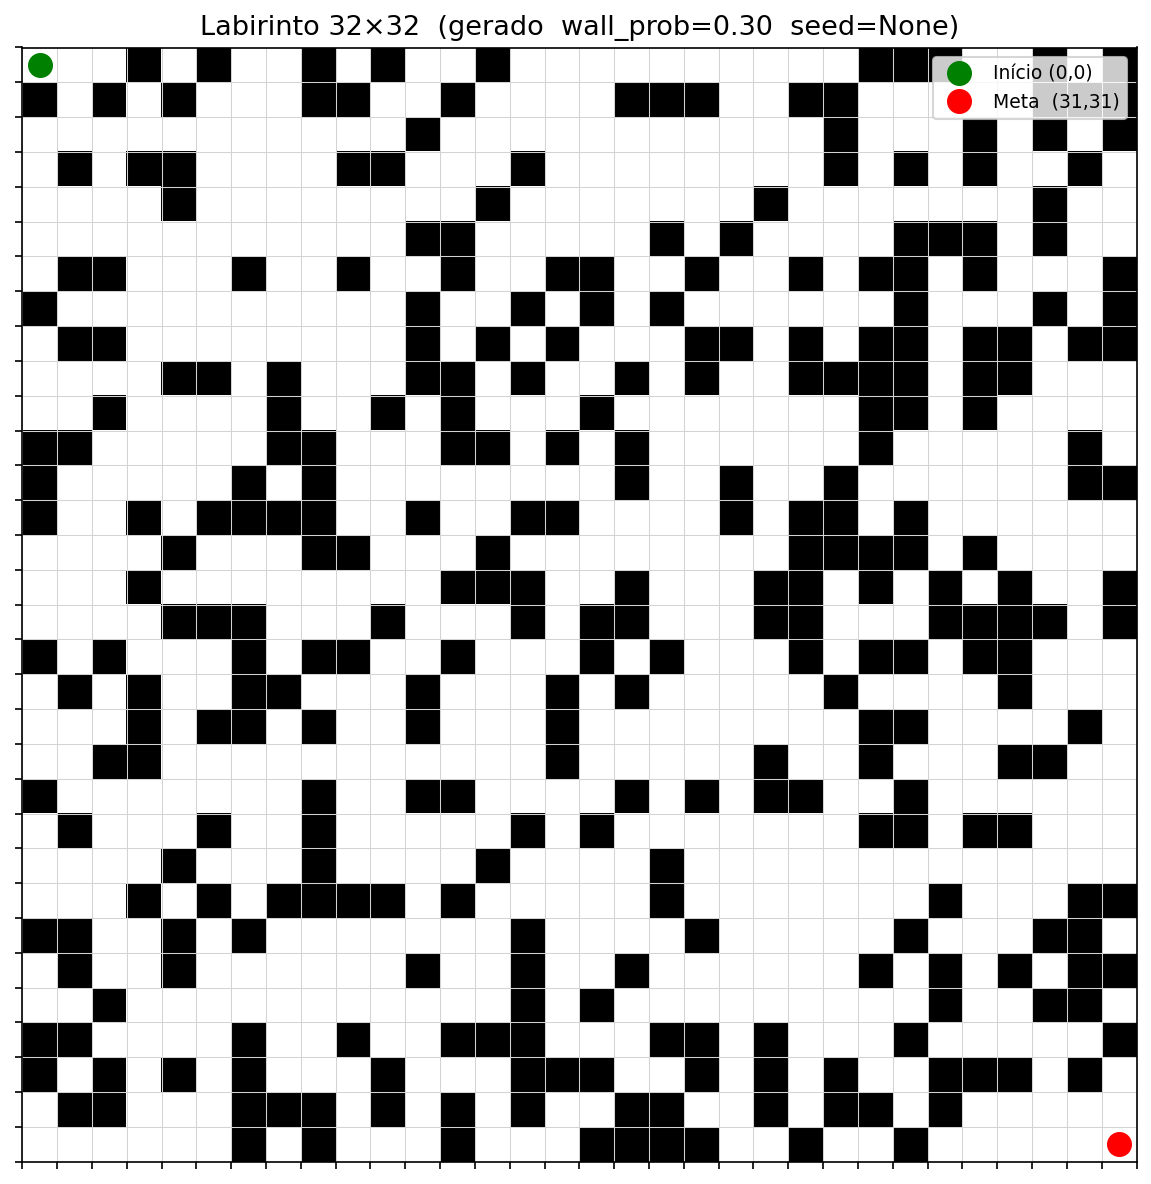 Labirinto 32×32  (gerado  wall_prob=0.30  seed=None)
Início (0,0)
Meta  (31,31)